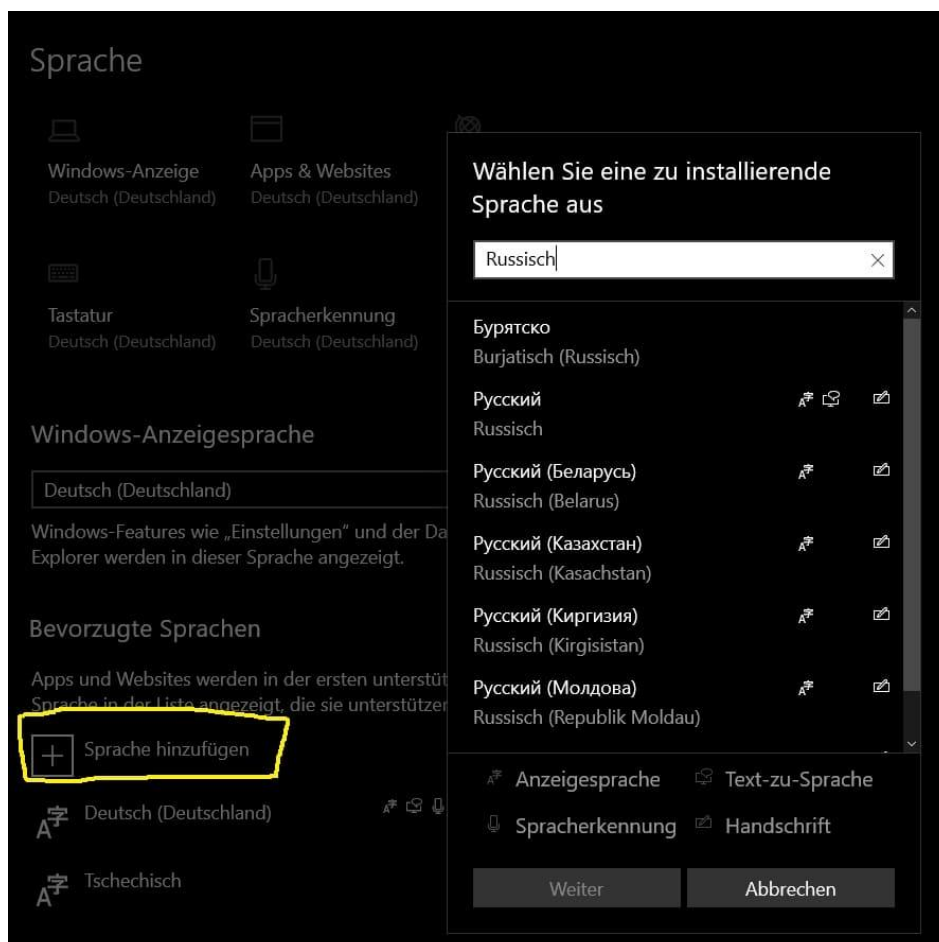 Sprache
Windows-Anzeige
Deutsch (Deutschland)
Apps & Websites
Deutsch (Deutschland)
Tastatur
Deutsch (Deutschland)
Spracherkennung
Deutsch (Deutschland)
Windows-Anzeigesprache
Deutsch (Deutschland)
Windows-Features wie „Einstellungen“ und der Da
Explorer werden in dieser Sprache angezeigt.
Bevorzugte Sprachen
Apps und Websites werden in der ersten unterstüt
Sprache in der Liste angezeigt, die sie unterstützen
Sprache hinzufügen
Deutsch (Deutschland)
Tschechisch
Wählen Sie eine zu installierende
Sprache aus
Russisch
Бурятско
Burjatisch (Russisch)
Русский
Russisch
Русский (Беларусь)
Russisch (Belarus)
Русский (Казахстан)
Russisch (Kasachstan)
Русский (Киргизия)
Russisch (Kirgisistan)
Русский (Молдова)
Russisch (Republik Moldau)
Anzeigesprache
Text-zu-Sprache
Spracherkennung
Handschrift
Weiter
Abbrechen